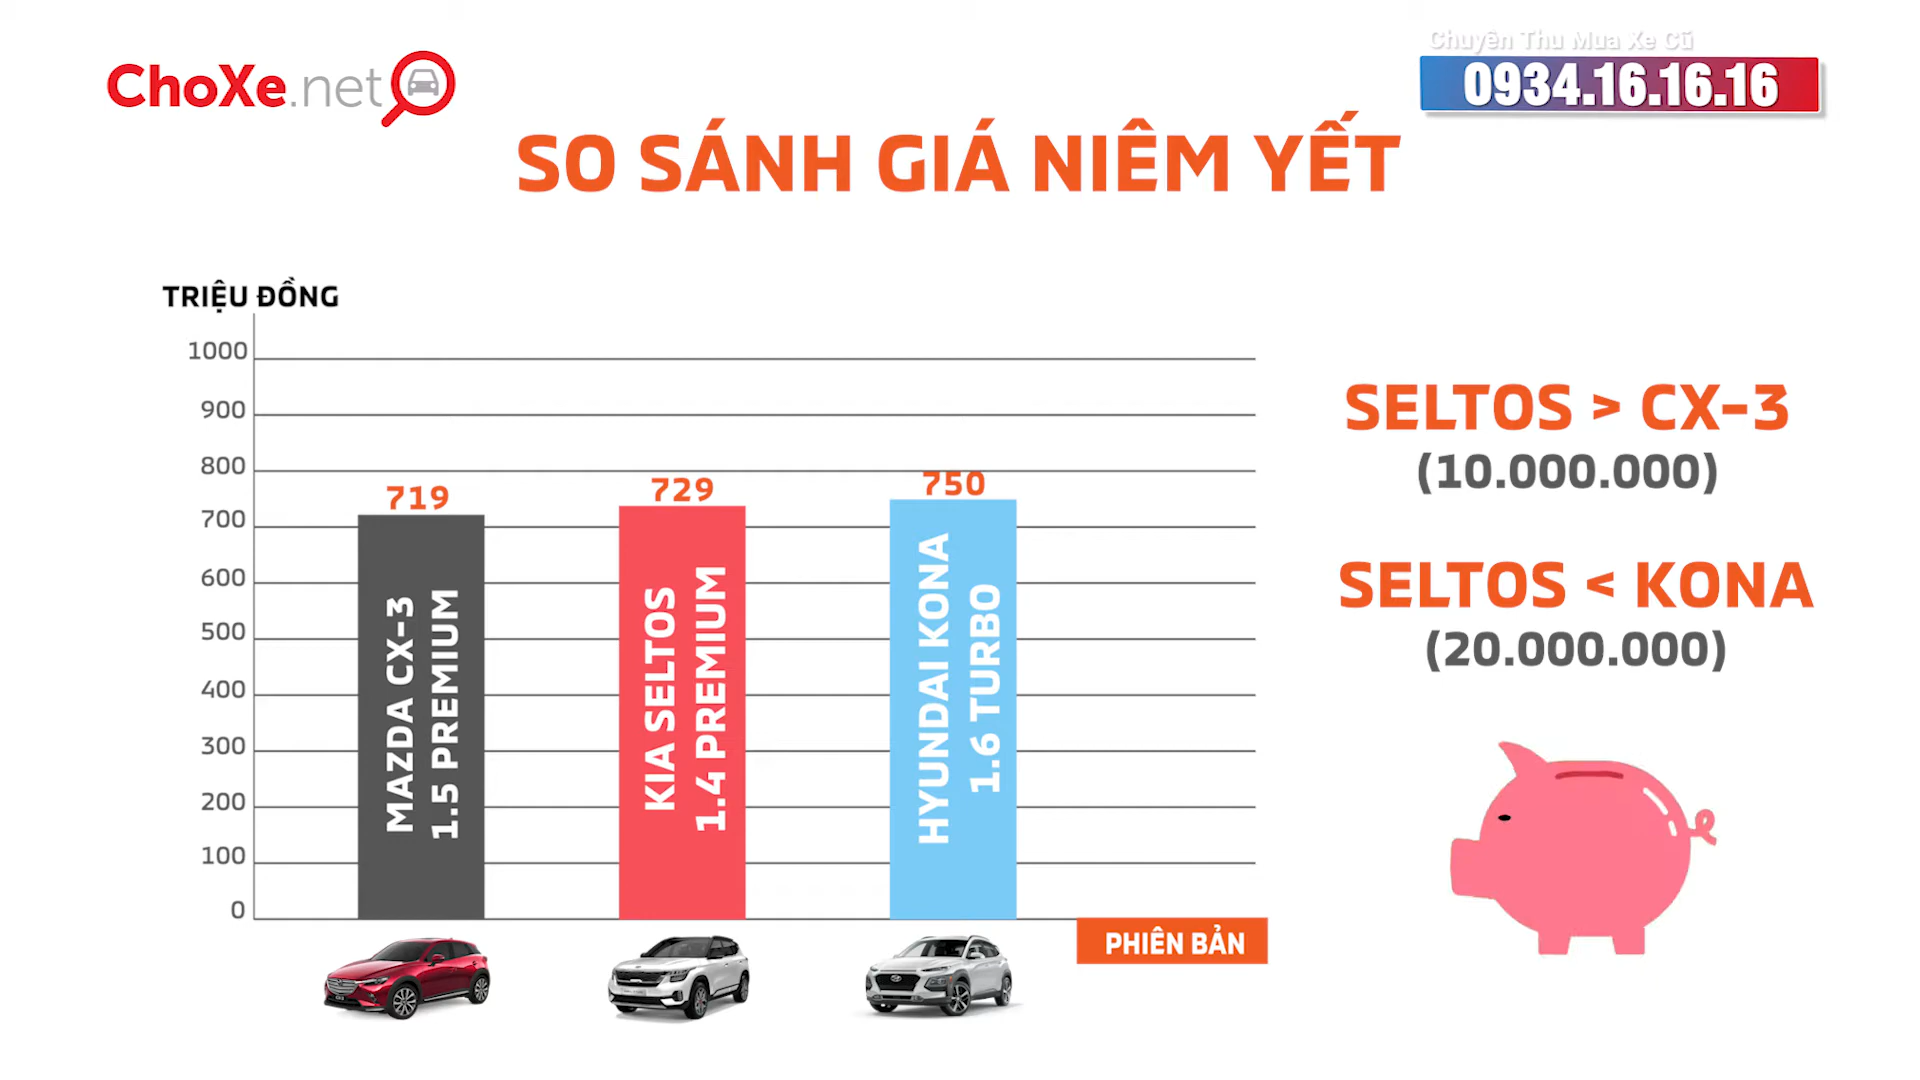 ChoXe.net
Chuyên Thu Mua Xe Cũ
0934.16.16.16
SO SÁNH GIÁ NIÊM YẾT
TRIỆU ĐỒNG
1000
900
800
700
600
500
400
300
200
100
0
719
729
750
MAZDA CX-3
1.5 PREMIUM
KIA SELTOS
1.4 PREMIUM
HYUNDAI KONA
1.6 TURBO
PHIÊN BẢN
SELTOS > CX-3
(10.000.000)
SELTOS < KONA
(20.000.000)